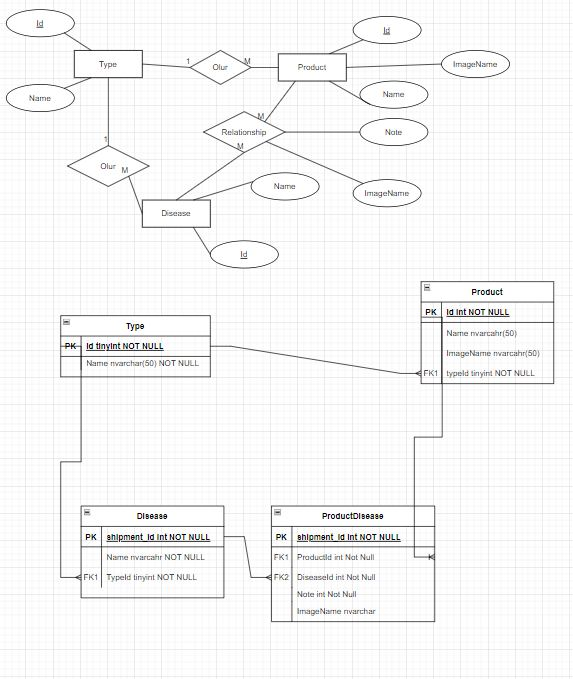 Id
Id
Type
1
Olur
M
Product
ImageName
Name
Name
M
Relationship
Note
M
1
Olur
M
Name
ImageName
Disease
Id
Product
PK
id int NOT NULL
Name nvarcahr(50)
ImageName nvarcahr(50)
FK1
typeId tinyint NOT NULL
Type
PK
id tinyint NOT NULL
Name nvarchar(50) NOT NULL
Disease
PK
shipment_id int NOT NULL
Name nvarcahr NOT NULL
FK1
TypeId tinyint NOT NULL
ProductDisease
PK
shipment_id int NOT NULL
FK1
ProductId int Not Null
FK2
DiseaseId int Not Null
Note int Not Null
ImageName nvarchar